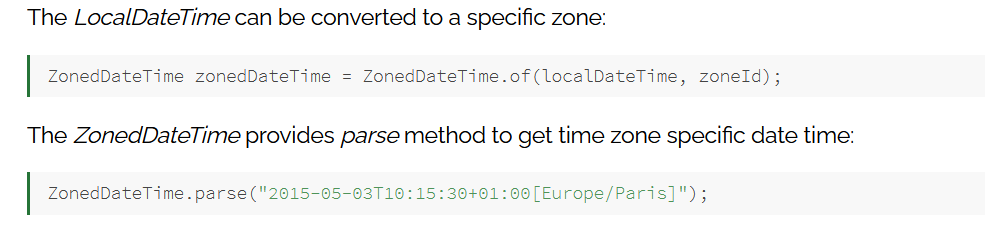 The LocalDateTime can be converted to a specific zone:
ZonedDateTime zonedDateTime = ZonedDateTime.of(localDateTime, zoneId);
The ZonedDateTime provides parse method to get time zone specific date time:
ZonedDateTime.parse("2015-05-03T10:15:30+01:00[Europe/Paris]");